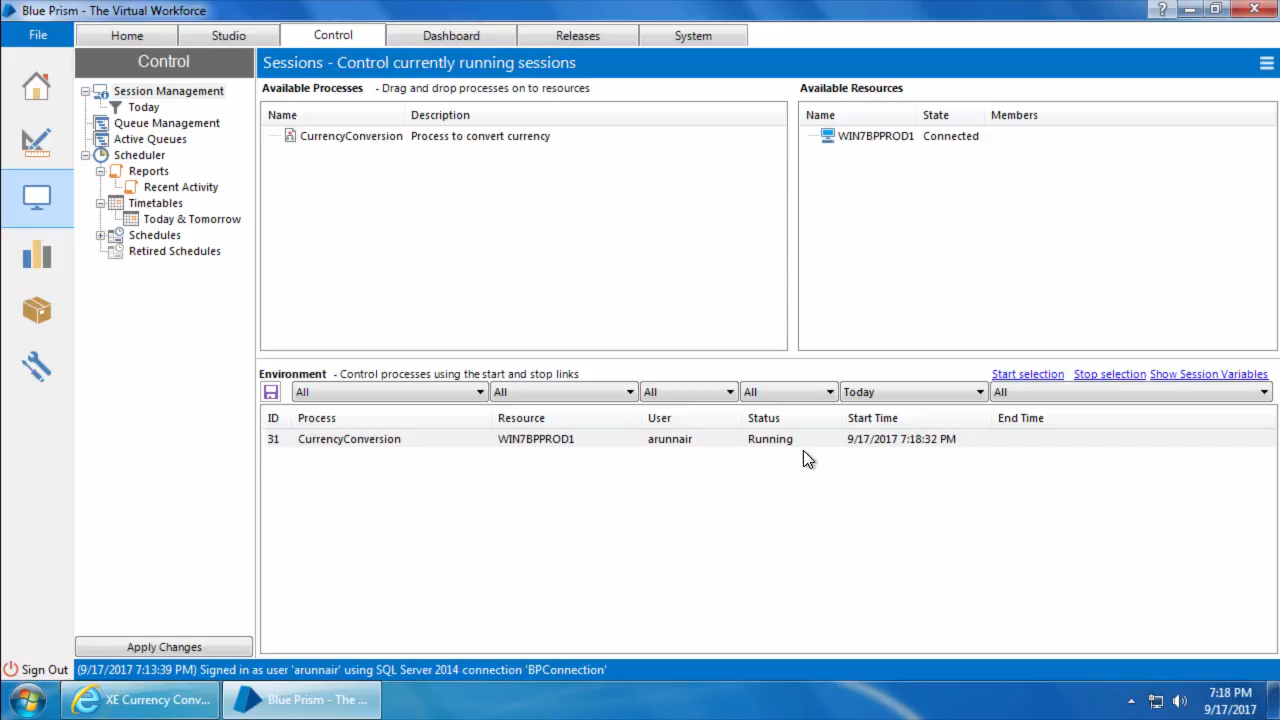 Blue Prism - The Virtual Workforce
?
File
Home
Studio
Control
Dashboard
Releases
System
Control
Sessions - Control currently running sessions
Session Management
Today
Queue Management
Active Queues
Scheduler
Reports
Recent Activity
Timetables
Today & Tomorrow
Schedules
Retired Schedules
Apply Changes
Available Processes - Drag and drop processes on to resources
Name Description
CurrencyConversion Process to convert currency
Available Resources
Name State Members
WIN7BPPROD1 Connected
Environment - Control processes using the start and stop links
Start selection Stop selection Show Session Variables
All All All All Today All
ID Process Resource User Status Start Time End Time
31 CurrencyConversion WIN7BPPROD1 arunnair Running 9/17/2017 7:18:32 PM
Sign Out
(9/17/2017 7:13:39 PM) Signed in as user 'arunnair' using SQL Server 2014 connection 'BPConnection'
XE Currency Conv...
Blue Prism - The ...
7:18 PM
9/17/2017